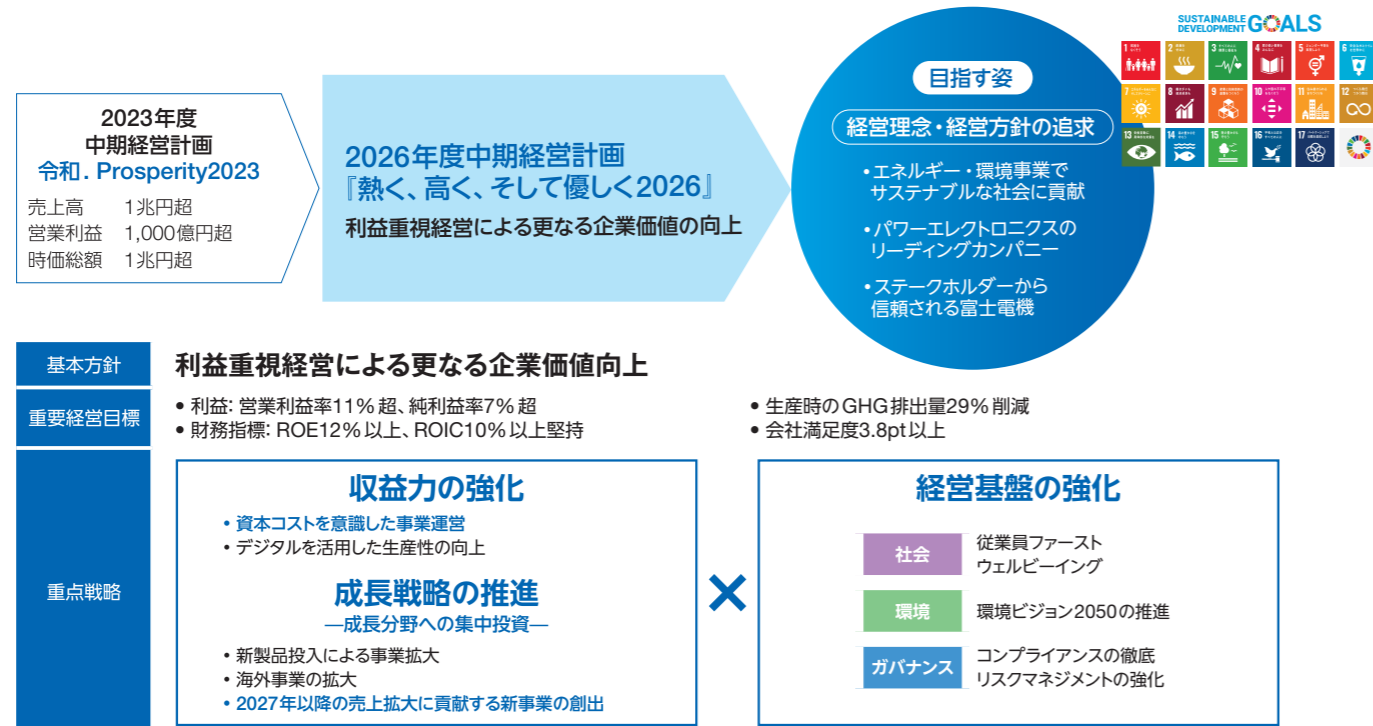 SUSTAINABLE
DEVELOPMENT GOALS
1
2
3
4
5
6
7
8
9
10
11
12
13
14
15
16
17
2023年度
中期経営計画
令和．Prosperity2023
売上高 1兆円超
営業利益 1,000億円超
時価総額 1兆円超
2026年度中期経営計画
『熱く、高く、そして優しく2026』
利益重視経営による更なる企業価値の向上
目指す姿
経営理念・経営方針の追求
•エネルギー・環境事業で
サステナブルな社会に貢献
•パワーエレクトロニクスの
リーディングカンパニー
•ステークホルダーから
信頼される富士電機
基本方針
利益重視経営による更なる企業価値向上
重要経営目標
• 利益：営業利益率11％超、純利益率7％超
• 財務指標：ROE12％以上、ROIC10％以上堅持
• 生産時のGHG排出量29％削減
• 会社満足度3.8pt以上
重点戦略
収益力の強化
• 資本コストを意識した事業運営
• デジタルを活用した生産性の向上
成長戦略の推進
―成長分野への集中投資―
• 新製品投入による事業拡大
• 海外事業の拡大
• 2027年以降の売上拡大に貢献する新事業の創出
×
経営基盤の強化
社会
従業員ファースト
ウェルビーイング
環境
環境ビジョン2050の推進
ガバナンス
コンプライアンスの徹底
リスクマネジメントの強化